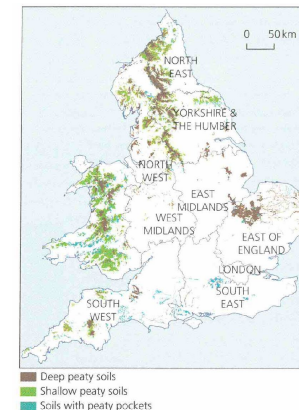 0 50 km
NORTH
EAST
YORKSHIRE &
THE HUMBER
NORTH
WEST
EAST
MIDLANDS
WEST
MIDLANDS
EAST OF
ENGLAND
LONDON
SOUTH
EAST
SOUTH
WEST
Deep peaty soils
Shallow peaty soils
Soils with peaty pockets